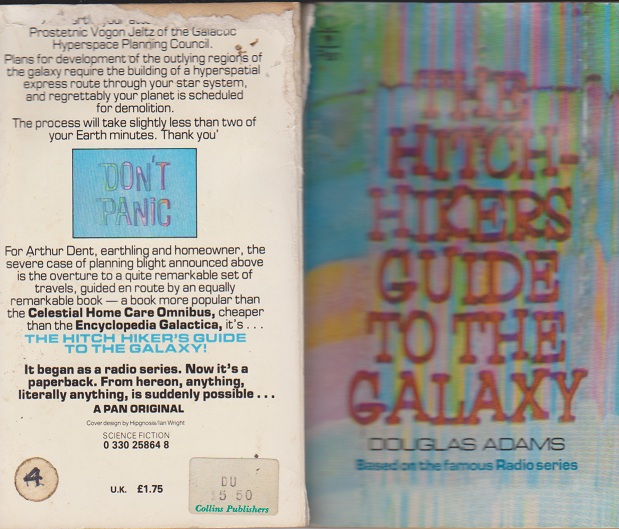 Prostetnic Vogon Jeltz of the Galactic
Hyperspace Planning Council.
Plans for development of the outlying regions of
the galaxy require the building of a hyperspatial
express route through your star system,
and regrettably your planet is scheduled
for demolition.
The process will take slightly less than two of
your Earth minutes. Thank you'
DON'T
PANIC
For Arthur Dent, earthling and homeowner, the
severe case of planning blight announced above
is the overture to a quite remarkable set of
travels, guided en route by an equally
remarkable book — a book more popular than
the Celestial Home Care Omnibus, cheaper
than the Encyclopedia Galactica, it's . . .
THE HITCH HIKER'S GUIDE
TO THE GALAXY!
It began as a radio series. Now it's a
paperback. From hereon, anything,
literally anything, is suddenly possible . . .
A PAN ORIGINAL
Cover design by Hipgnosis/Ian Wright
SCIENCE FICTION
0 330 25864 8
4
U.K. £1.75
DU
$5 50
Collins Publishers
THE
HITCH-
HIKERS
GUIDE
TO THE
GALAXY
DOUGLAS ADAMS
Based on the famous Radio series